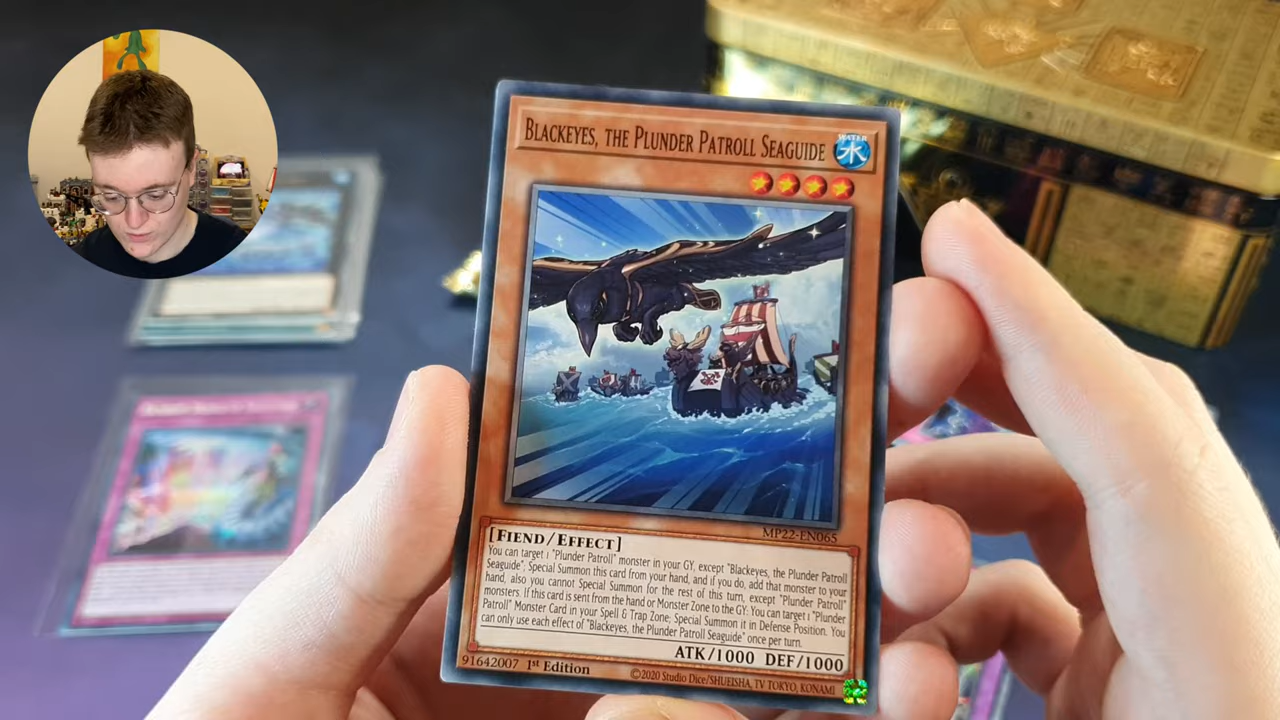 BLACKEYES, THE PLUNDER PATROLL SEAGUIDE
WATER
水
MP22-EN065
[FIEND/EFFECT]
You can target 1 "Plunder Patroll" monster in your GY, except "Blackeyes, the Plunder Patroll
Seaguide"; Special Summon this card from your hand, and if you do, add that monster to your
hand, also you cannot Special Summon for the rest of this turn, except "Plunder Patroll"
monsters. If this card is sent from the hand or Monster Zone to the GY: You can target 1 "Plunder
Patroll" Monster Card in your Spell & Trap Zone; Special Summon it in Defense Position. You
can only use each effect of "Blackeyes, the Plunder Patroll Seaguide" once per turn.
ATK/1000 DEF/1000
91642007 1st Edition
©2020 Studio Dice/SHUEISHA, TV TOKYO, KONAMI